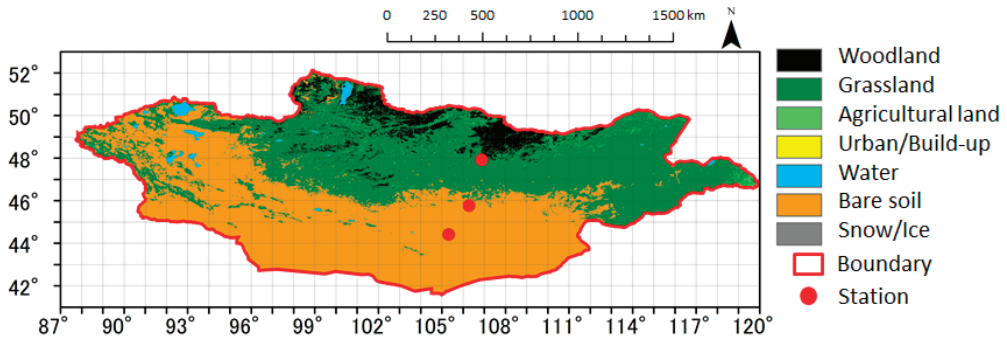 0 250 500 1000 1500 km
N
52°
50°
48°
46°
44°
42°
87° 90° 93° 96° 99° 102° 105° 108° 111° 114° 117° 120°
Woodland
Grassland
Agricultural land
Urban/Build-up
Water
Bare soil
Snow/Ice
Boundary
Station